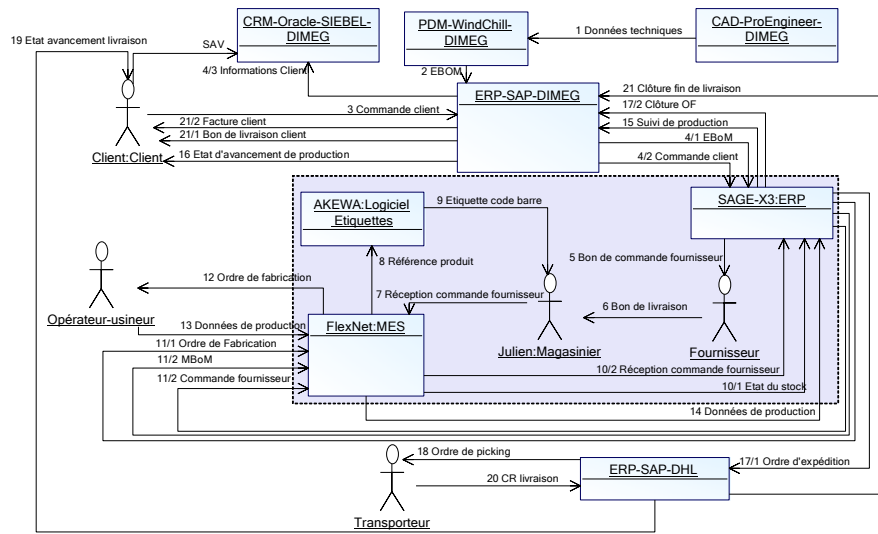 19 Etat avancement livraison
SAV
CRM-Oracle-SIEBEL-
DIMEG
PDM-WindChill-
DIMEG
1 Données techniques
CAD-ProEngineer-
DIMEG
4/3 Informations Client
2 EBOM
ERP-SAP-DIMEG
21 Clôture fin de livraison
17/2 Clôture OF
15 Suivi de production
4/1 EBoM
4/2 Commande client
3 Commande client
21/2 Facture client
21/1 Bon de livraison client
16 Etat d'avancement de production
Client:Client
AKEWA:Logiciel
Etiquettes
9 Etiquette code barre
SAGE-X3:ERP
8 Référence produit
5 Bon de commande fournisseur
12 Ordre de fabrication
7 Réception commande fournisseur
6 Bon de livraison
Opérateur-usineur
13 Données de production
FlexNet:MES
Julien:Magasinier
Fournisseur
11/1 Ordre de Fabrication
11/2 MBoM
11/2 Commande fournisseur
10/2 Réception commande fournisseur
10/1 Etat du stock
14 Données de production
18 Ordre de picking
20 CR livraison
ERP-SAP-DHL
17/1 Ordre d'expédition
Transporteur